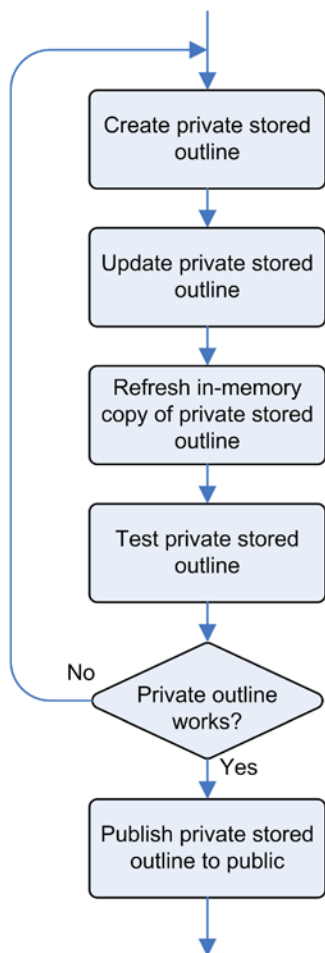 Create private stored
outline
Update private stored
outline
Refresh in-memory
copy of private stored
outline
Test private stored
outline
No
Private outline
works?
Yes
Publish private stored
outline to public